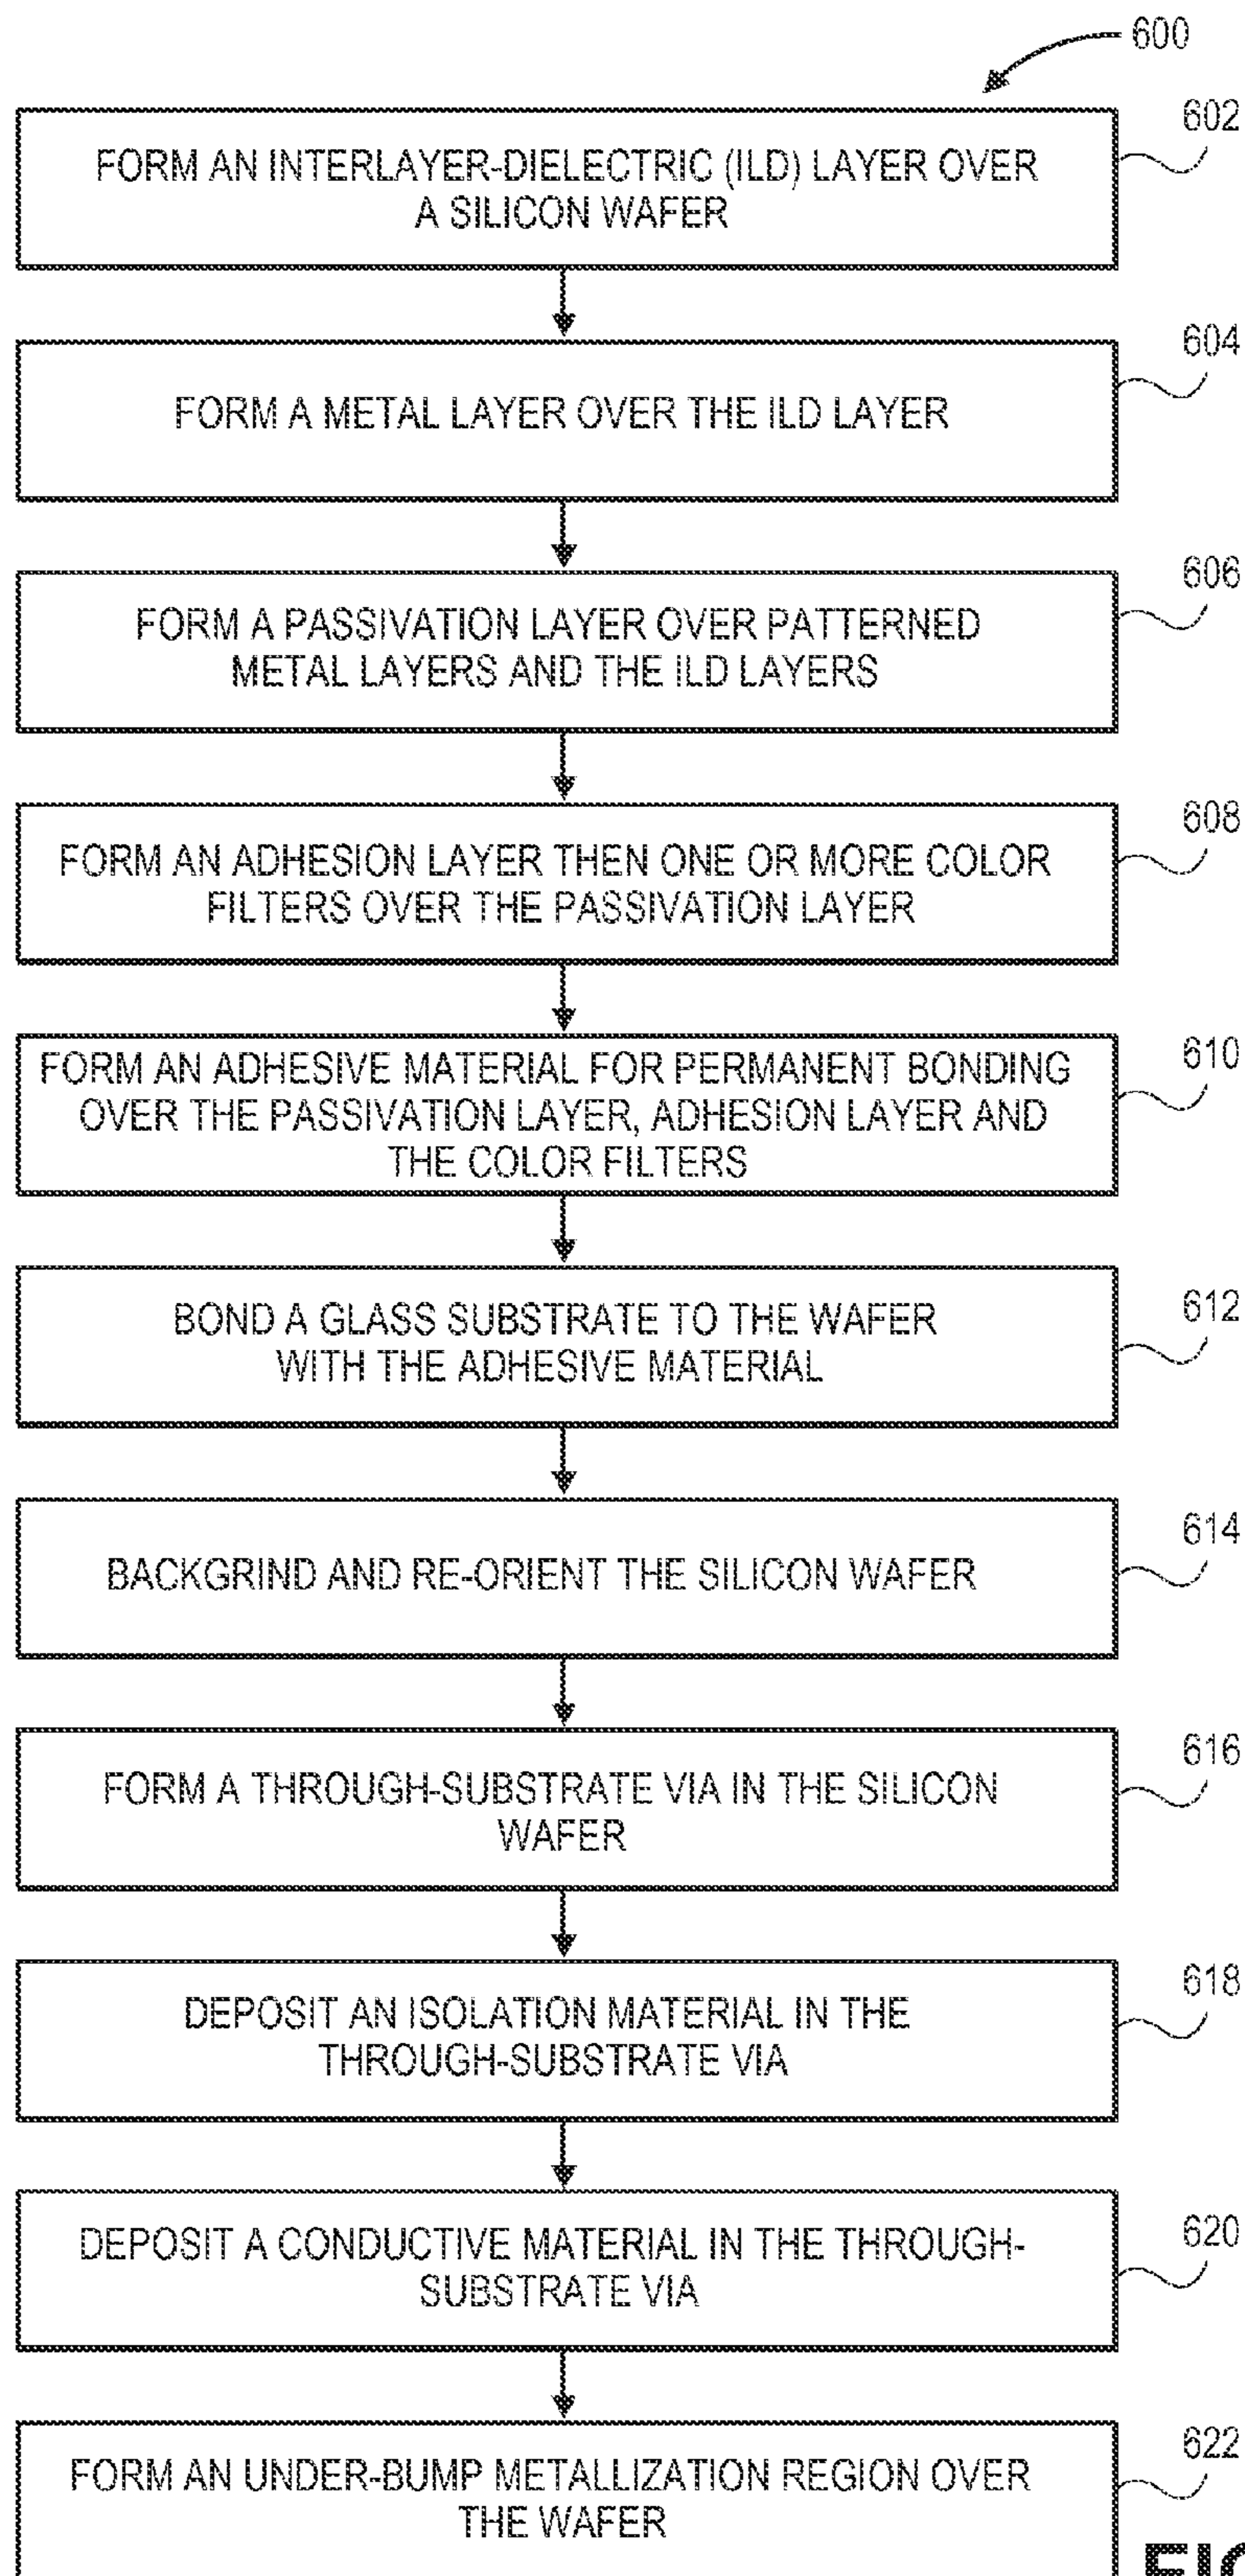 600
602
FORM AN INTERLAYER-DIELECTRIC (ILD) LAYER OVER
A SILICON WAFER
604
FORM A METAL LAYER OVER THE ILD LAYER
606
FORM A PASSIVATION LAYER OVER PATTERNED
METAL LAYERS AND THE ILD LAYERS
608
FORM AN ADHESION LAYER THEN ONE OR MORE COLOR
FILTERS OVER THE PASSIVATION LAYER
610
FORM AN ADHESIVE MATERIAL FOR PERMANENT BONDING
OVER THE PASSIVATION LAYER, ADHESION LAYER AND
THE COLOR FILTERS
612
BOND A GLASS SUBSTRATE TO THE WAFER
WITH THE ADHESIVE MATERIAL
614
BACKGRIND AND RE-ORIENT THE SILICON WAFER
616
FORM A THROUGH-SUBSTRATE VIA IN THE SILICON
WAFER
618
DEPOSIT AN ISOLATION MATERIAL IN THE
THROUGH-SUBSTRATE VIA
620
DEPOSIT A CONDUCTIVE MATERIAL IN THE THROUGH-
SUBSTRATE VIA
622
FORM AN UNDER-BUMP METALLIZATION REGION OVER
THE WAFER